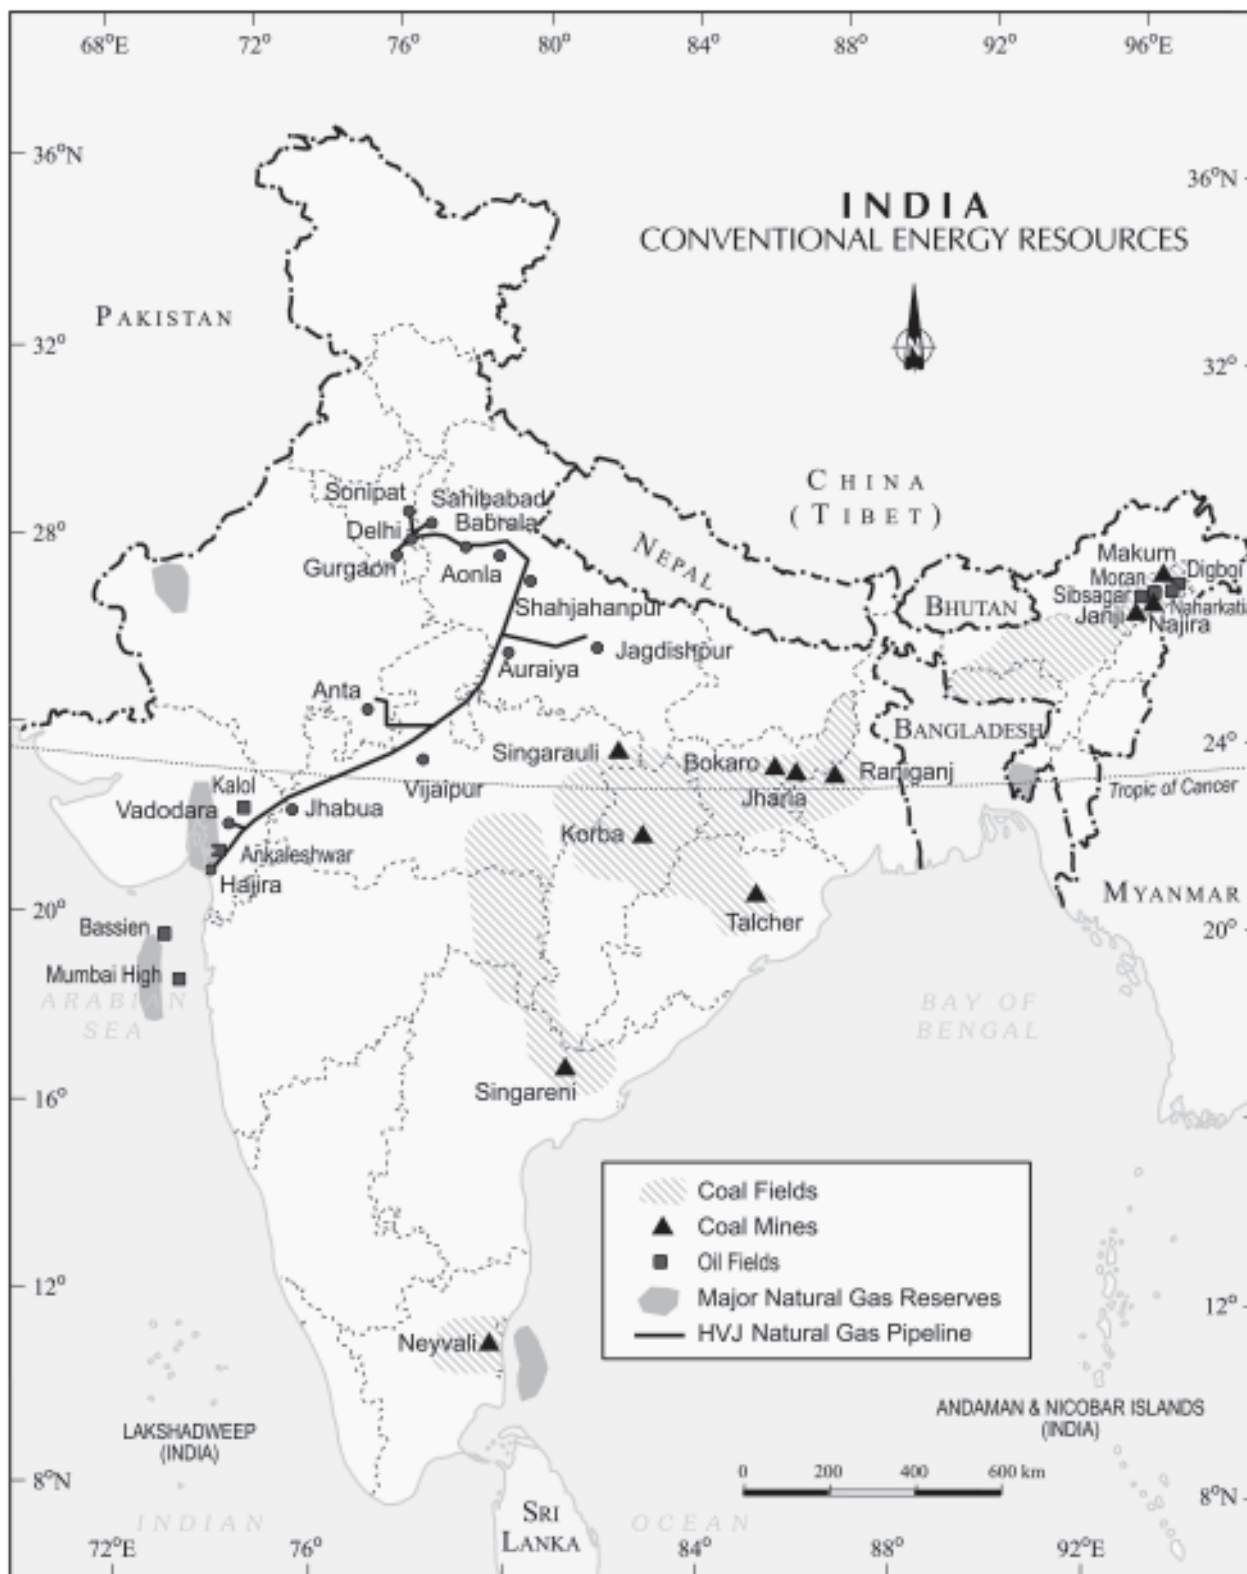 68°E 72° 76° 80° 84° 88° 92° 96°E
36°N
36°N
INDIA
CONVENTIONAL ENERGY RESOURCES
PAKISTAN
32°
32°
CHINA
(TIBET)
Sonipat
Sahibabad
Delhi
Babrala
28°
28°
Gurgaon
Aonla
NEPAL
Makum
Moran
Digboi
Sibsagar
Naharkatia
Janji
Najira
BHUTAN
Shahjahanpur
Jagdishpur
Auraiya
Anta
BANGLADESH
24°
Singarauli
Bokaro
Raniganj
Jharia
Tropic of Cancer
Kalol
Vijaipur
Vadodara
Jhabua
Korba
Ankaleshwar
Hajira
MYANMAR
20°
20°
Talcher
Bassien
Mumbai High
ARABIAN
SEA
BAY OF
BENGAL
16°
Singareni
Coal Fields
Coal Mines
Oil Fields
Major Natural Gas Reserves
HVJ Natural Gas Pipeline
12°
12°
Neyvali
LAKSHADWEEP
(INDIA)
ANDAMAN & NICOBAR ISLANDS
(INDIA)
0 200 400 600 km
8°N
8°N
SRI
LANKA
INDIAN OCEAN
72°E 76° 84° 88° 92°E